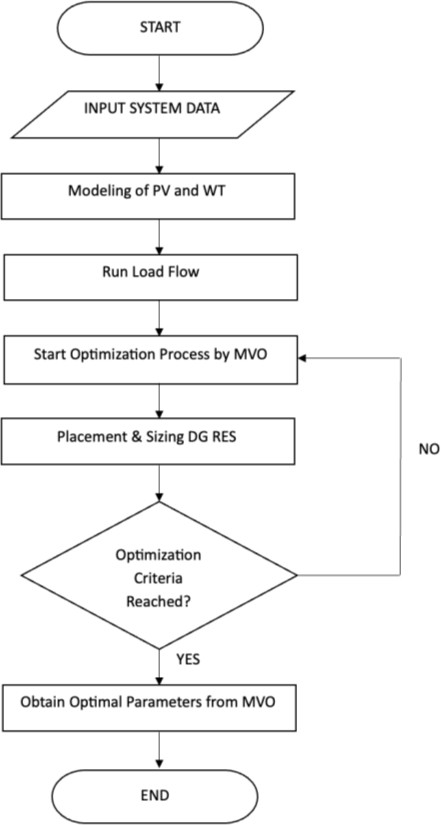 START
INPUT SYSTEM DATA
Modeling of PV and WT
Run Load Flow
Start Optimization Process by MVO
Placement & Sizing DG RES
NO
Optimization
Criteria
Reached?
YES
Obtain Optimal Parameters from MVO
END